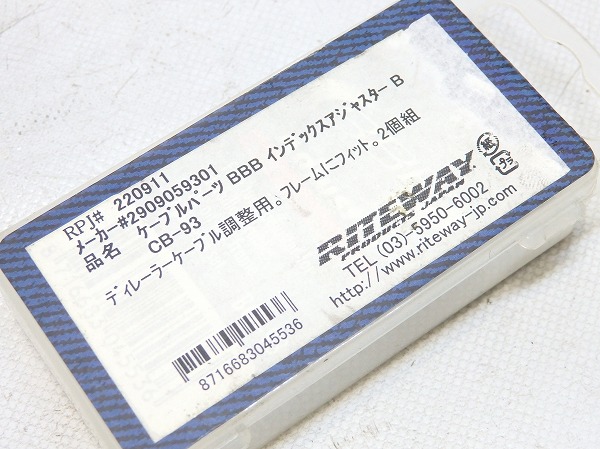 RPJ# 220911
メーカー#2909059301
品名 ケーブルパーツ BBB インデックスアジャスター B
CB-93
ディレーラーケーブル調整用。フレームにフィット。2個組
RITEWAY
PRODUCTS JAPAN
TEL (03)-5950-6002
http://www.riteway-jp.com
8716683045536
紙
プラ